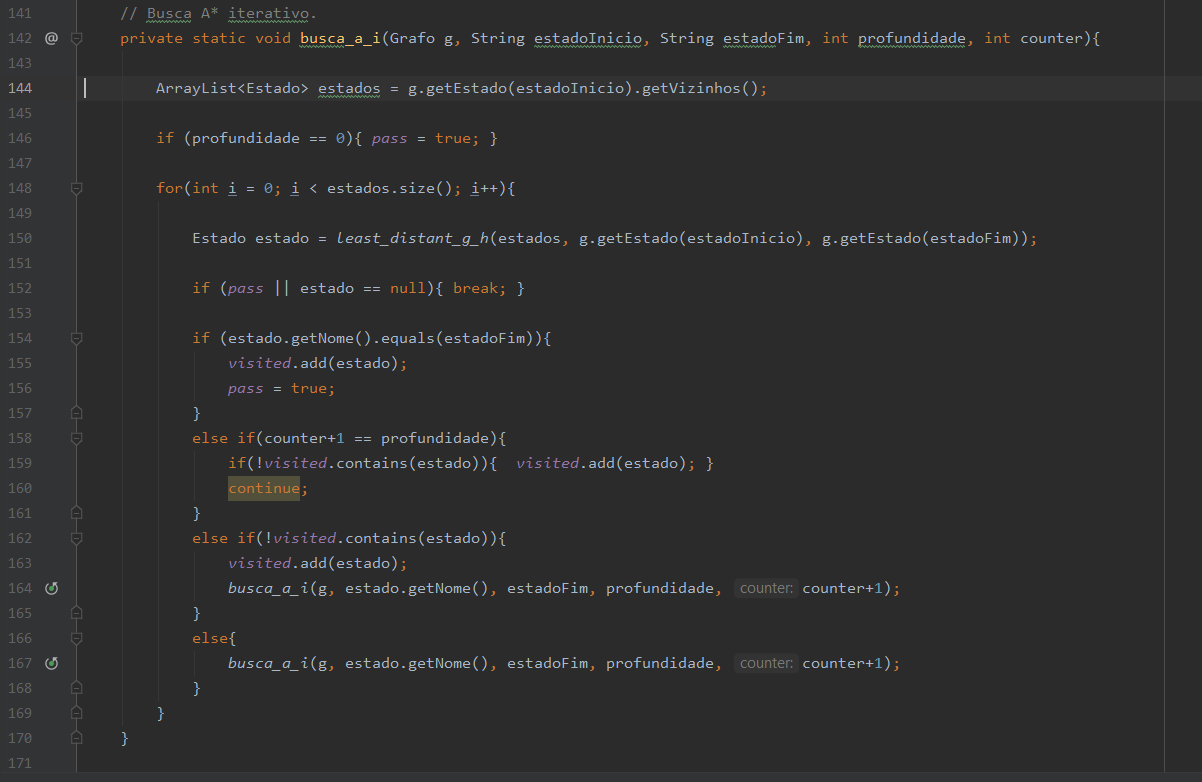 141 // Busca A* iterativo.
142 @ private static void busca_a_i(Grafo g, String estadoInicio, String estadoFim, int profundidade, int counter){
143
144 ArrayList<Estado> estados = g.getEstado(estadoInicio).getVizinhos();
145
146 if (profundidade == 0){ pass = true; }
147
148 for(int i = 0; i < estados.size(); i++){
149
150 Estado estado = least_distant_g_h(estados, g.getEstado(estadoInicio), g.getEstado(estadoFim));
151
152 if (pass || estado == null){ break; }
153
154 if (estado.getNome().equals(estadoFim)){
155 visited.add(estado);
156 pass = true;
157 }
158 else if(counter+1 == profundidade){
159 if(!visited.contains(estado)){  visited.add(estado); }
160 continue;
161 }
162 else if(!visited.contains(estado)){
163 visited.add(estado);
164 busca_a_i(g, estado.getNome(), estadoFim, profundidade, counter: counter+1);
165 }
166 else{
167 busca_a_i(g, estado.getNome(), estadoFim, profundidade, counter: counter+1);
168 }
169 }
170 }
171